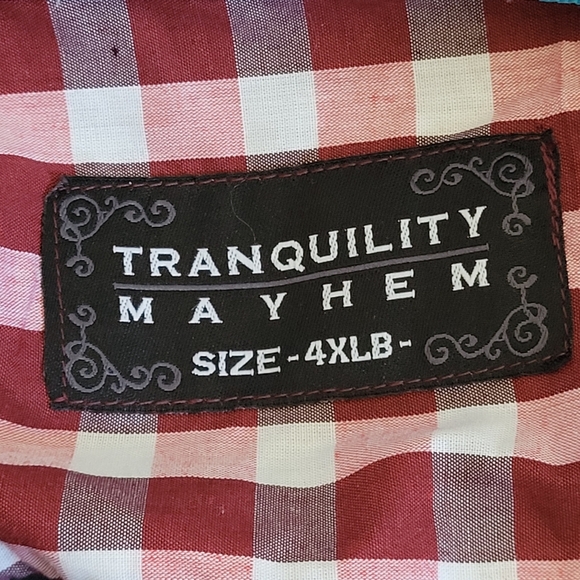 TRANQUILITY
MAYHEM
SIZE - 4XLB -